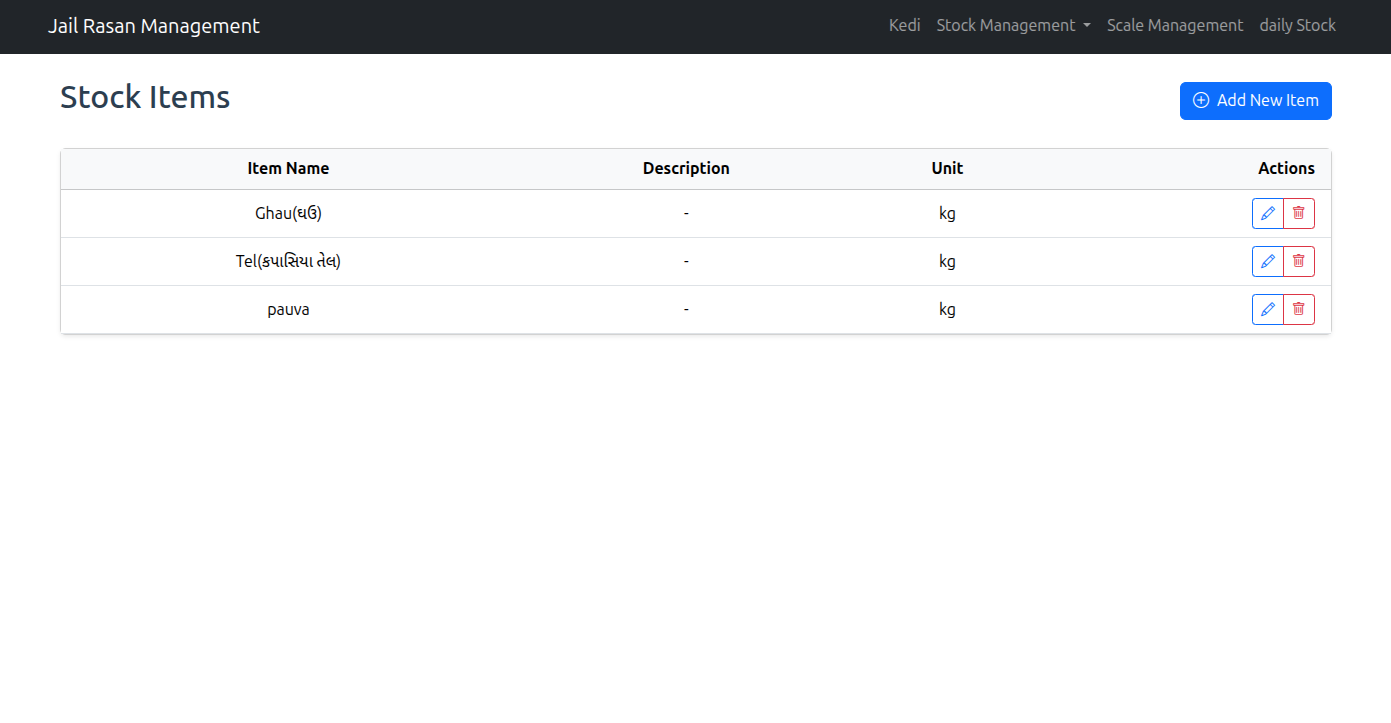 Jail Rasan Management Kedi Stock Management Scale Management daily Stock
Stock Items Add New Item
Item Name Description Unit Actions
Ghau(ઘઉં) - kg
Tel(કપાસિયા તેલ) - kg
pauva - kg